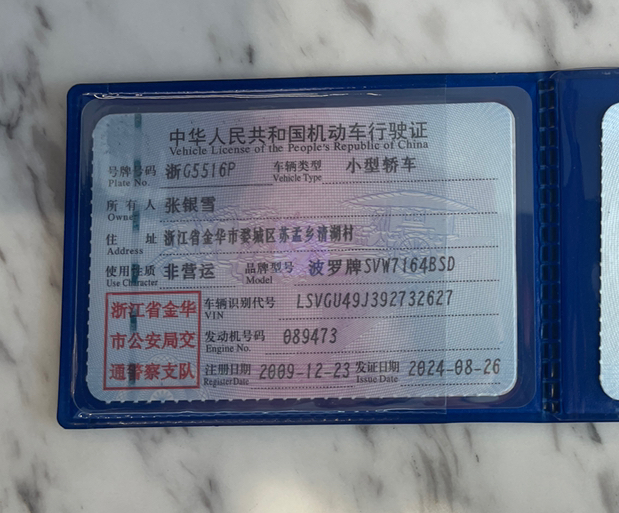 中华人民共和国机动车行驶证
Vehicle License of the People's Republic of China
号牌号码 浙G5516P 车辆类型 小型轿车
Plate No. Vehicle Type
所有人 张银雪
Owner
住址 浙江省金华市婺城区苏孟乡清湖村
Address
使用性质 非营运 品牌型号 波罗牌SVW7164BSD
Use Character Model
浙江省金华
市公安局交
通警察支队
车辆识别代号 LSVGU49J392732627
VIN
发动机号码 089473
Engine No.
注册日期 2009-12-23 发证日期 2024-08-26
Register Date Issue Date